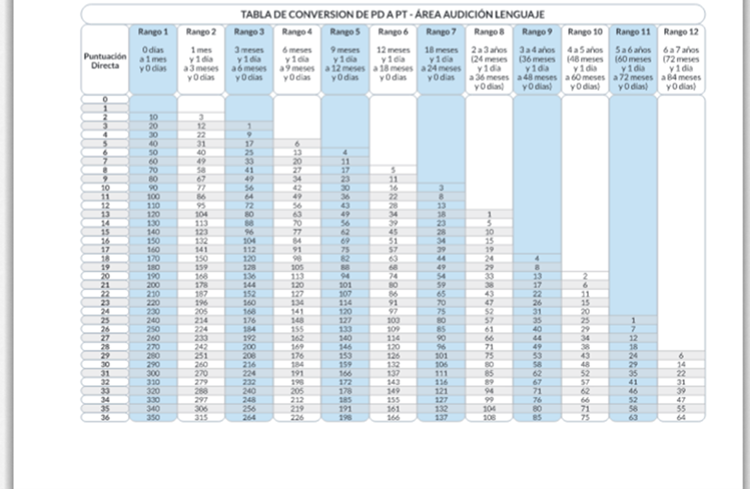 TABLA DE CONVERSION DE PD A PT - ÁREA AUDICIÓN LENGUAJE
Puntuación Directa
Rango 1 Rango 2 Rango 3 Rango 4 Rango 5 Rango 6 Rango 7 Rango 8 Rango 9 Rango 10 Rango 11 Rango 12
0 días 1 mes 3 meses 6 meses 9 meses 12 meses 18 meses 2 a 3 años 3 a 4 años 4 a 5 años 5 a 6 años 6 a 7 años
a 1 mes y 1 día y 1 día y 1 día y 1 día y 1 día y 1 día (24 meses (36 meses (48 meses (60 meses (72 meses
y 0 días a 3 meses a 6 meses a 9 meses a 12 meses a 18 meses a 24 meses y 1 día y 1 día y 1 día y 1 día y 1 día
y 0 días y 0 días y 0 días y 0 días y 0 días y 0 días a 36 meses a 48 meses a 60 meses a 72 meses a 84 meses
y 0 días) y 0 días) y 0 días) y 0 días) y 0 días)
0
1
2 10 3
3 20 12 1
4 30 22 9
5 40 31 17 6
6 50 40 25 13 4
7 60 49 33 20 11
8 70 58 41 27 17 5
9 80 67 49 34 23 11
10 90 77 56 42 30 16 3
11 100 86 64 49 36 22 8
12 110 95 72 56 43 28 13
13 120 104 80 63 49 34 18 1
14 130 113 88 70 56 39 23 5
15 140 123 96 77 62 45 28 10
16 150 132 104 84 69 51 34 15
17 160 141 112 91 75 57 39 19
18 170 150 120 98 82 63 44 24 4
19 180 159 128 105 88 68 49 29 8
20 190 168 136 113 94 74 54 33 13 2
21 200 178 144 120 101 80 59 38 17 6
22 210 187 152 127 107 86 65 43 22 11
23 220 196 160 134 114 91 70 47 26 15
24 230 205 168 141 120 97 75 52 31 20
25 240 214 176 148 127 103 80 57 35 25 1
26 250 224 184 155 133 109 85 61 40 29 7
27 260 233 192 162 140 114 90 66 44 34 12
28 270 242 200 169 146 120 96 71 49 38 18
29 280 251 208 176 153 126 101 75 53 43 24 6
30 290 260 216 184 159 132 106 80 58 48 29 14
31 300 270 224 191 166 137 111 85 62 52 35 22
32 310 279 232 198 172 143 116 89 67 57 41 31
33 320 288 240 205 178 149 121 94 71 62 46 39
34 330 297 248 212 185 155 127 99 76 66 52 47
35 340 306 256 219 191 161 132 104 80 71 58 55
36 350 315 264 226 198 166 137 108 85 75 63 64